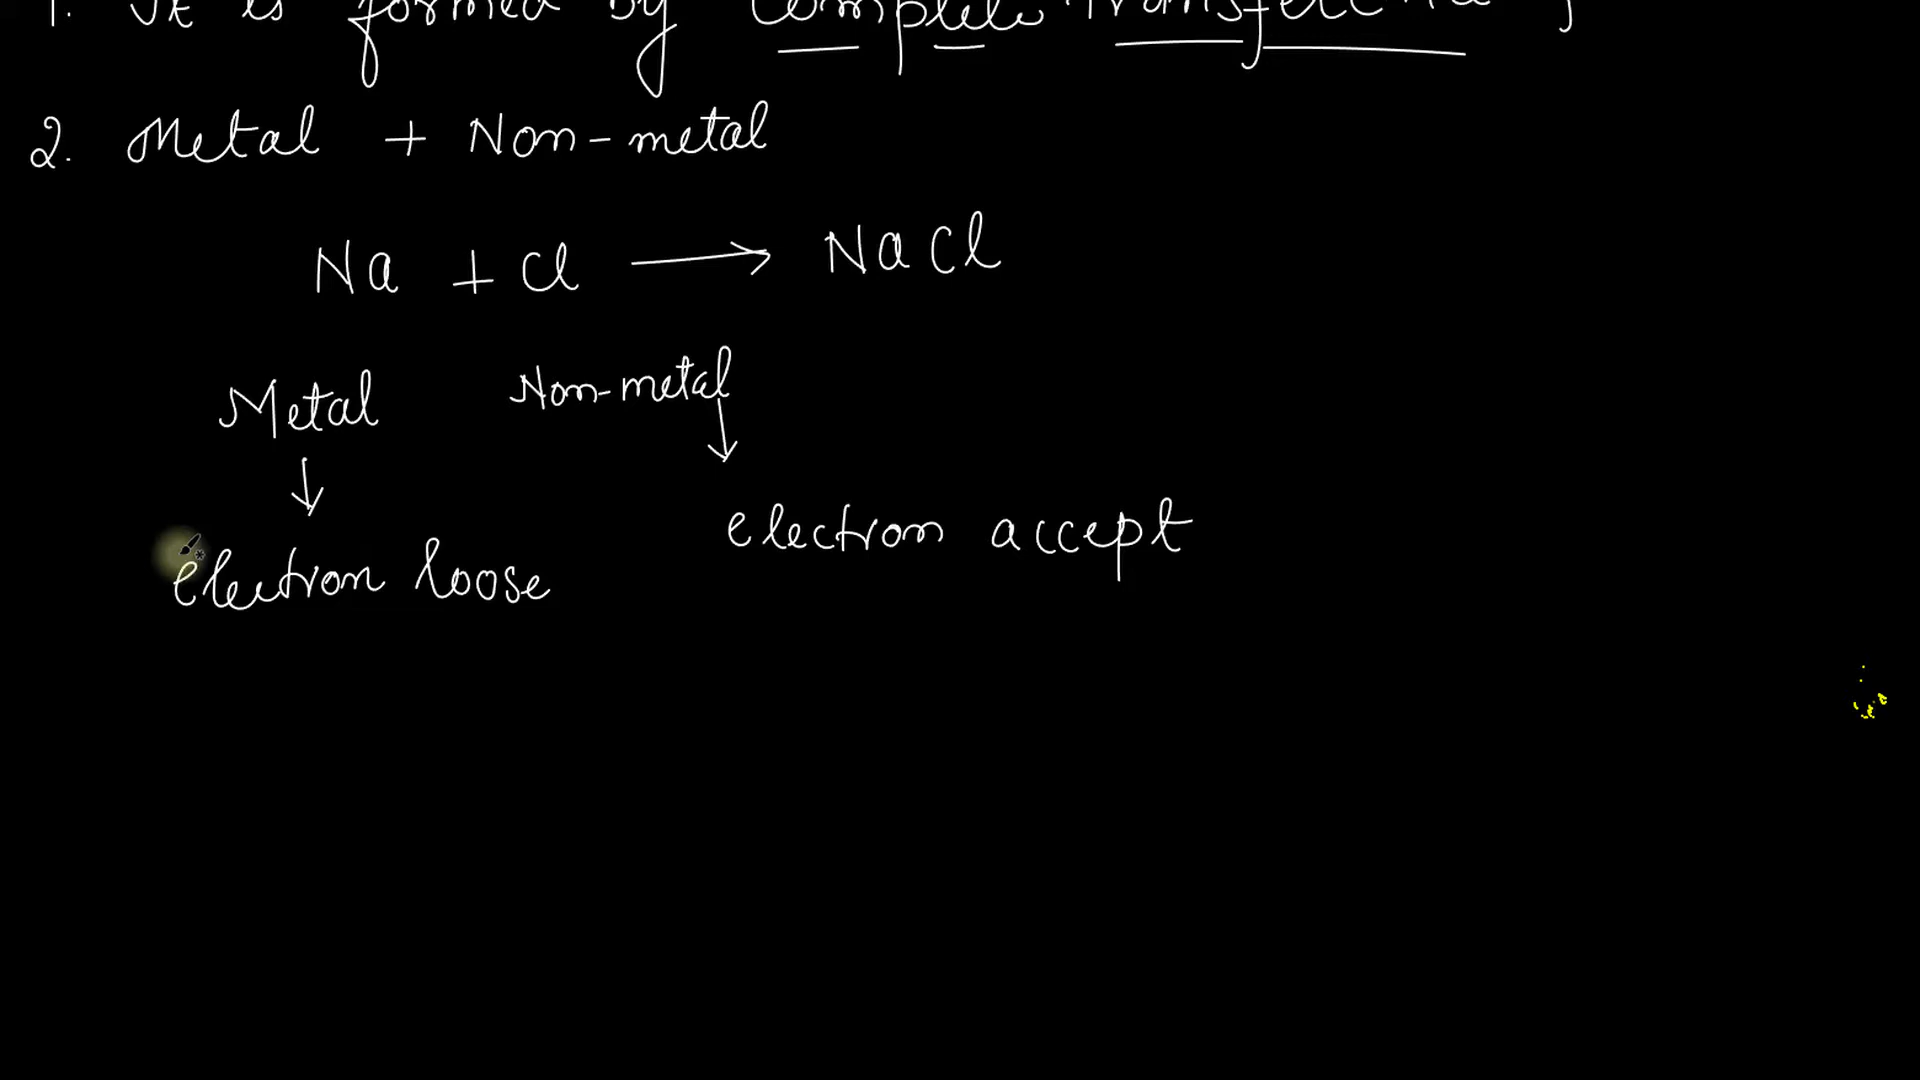 1. It is formed by complete transference
2. Metal + Non-metal
Na + Cl → NaCl
Metal Non-metal
↓ ↓
electron loose electron accept